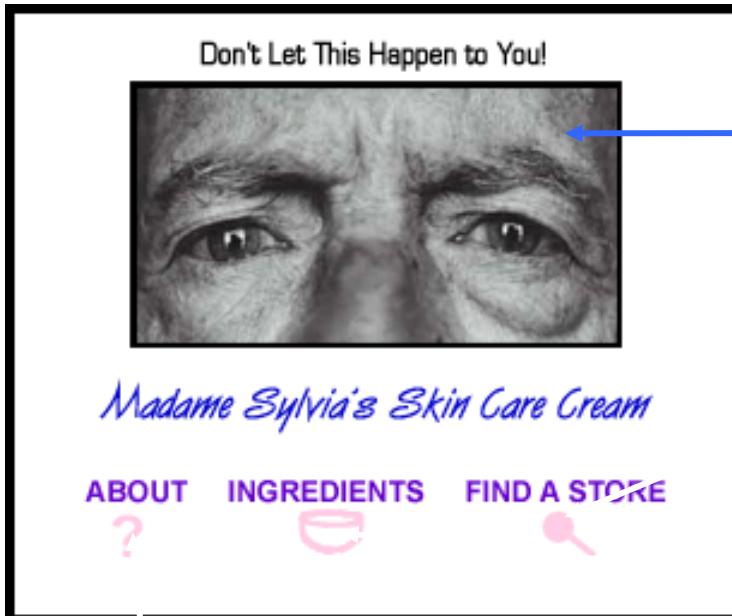 Don't Let This Happen to You!
Madame Sylvia's Skin Care Cream
ABOUT INGREDIENTS FIND A STORE
?